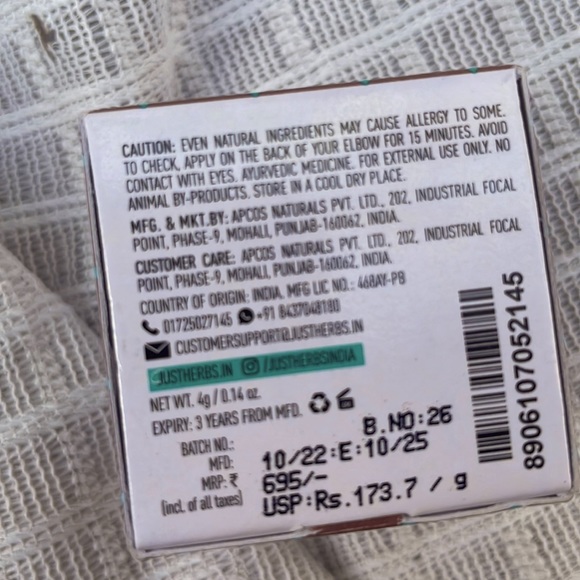 CAUTION: EVEN NATURAL INGREDIENTS MAY CAUSE ALLERGY TO SOME.
TO CHECK, APPLY ON THE BACK OF YOUR ELBOW FOR 15 MINUTES. AVOID
CONTACT WITH EYES. AYURVEDIC MEDICINE. FOR EXTERNAL USE ONLY. NO
ANIMAL BY-PRODUCTS. STORE IN A COOL DRY PLACE.
MFG. & MKT.BY: APCOS NATURALS PVT. LTD., 202, INDUSTRIAL FOCAL
POINT, PHASE-9, MOHALI, PUNJAB-160062, INDIA.
CUSTOMER CARE: APCOS NATURALS PVT. LTD., 202, INDUSTRIAL FOCAL
POINT, PHASE-9, MOHALI, PUNJAB-160062, INDIA.
COUNTRY OF ORIGIN: INDIA. MFG LIC NO.: 468AY-PB
01725027145 +91 8437048180
CUSTOMERSUPPORT@JUSTHERBS.IN
JUSTHERBS.IN /JUSTHERBSINDIA
NET WT. 4g / 0.14 oz.
EXPIRY: 3 YEARS FROM MFD.
BATCH NO.: B.NO:26
MFD: 10/22:E:10/25
MRP: ₹ 695/-
(incl. of all taxes) USP:Rs.173.7 / g
8906107052145